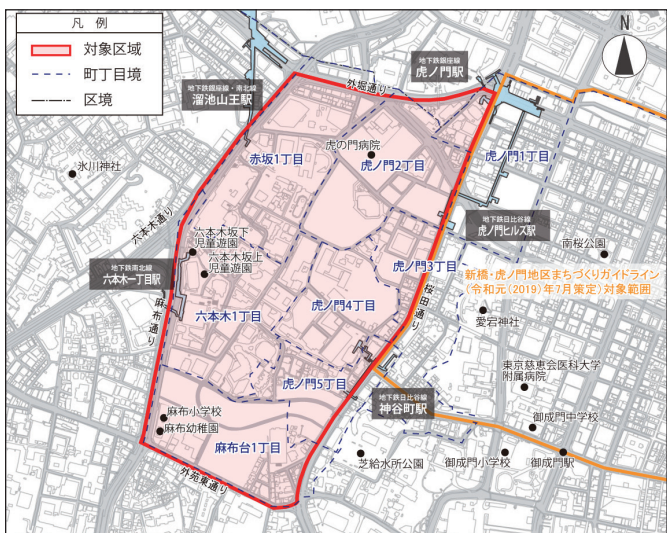 凡 例
対象区域
町丁目境
区境
N
地下鉄銀座線
虎ノ門駅
外堀通り
地下鉄銀座線・南北線
溜池山王駅
虎の門病院
虎ノ門2丁目
虎ノ門1丁目
赤坂1丁目
氷川神社
六本木通り
地下鉄日比谷線
虎ノ門ヒルズ駅
南桜公園
六本木坂下
児童遊園
六本木坂上
児童遊園
虎ノ門3丁目
桜田通り
新橋・虎ノ門地区まちづくりガイドライン
(令和元(2019)年7月策定)対象範囲
地下鉄南北線
六本木一丁目駅
麻布通り
六本木1丁目
虎ノ門4丁目
愛宕神社
虎ノ門5丁目
東京慈恵会医科大学
附属病院
地下鉄日比谷線
神谷町駅
麻布小学校
麻布幼稚園
麻布台1丁目
御成門中学校
芝給水所公園
御成門小学校
御成門駅
外苑東通り